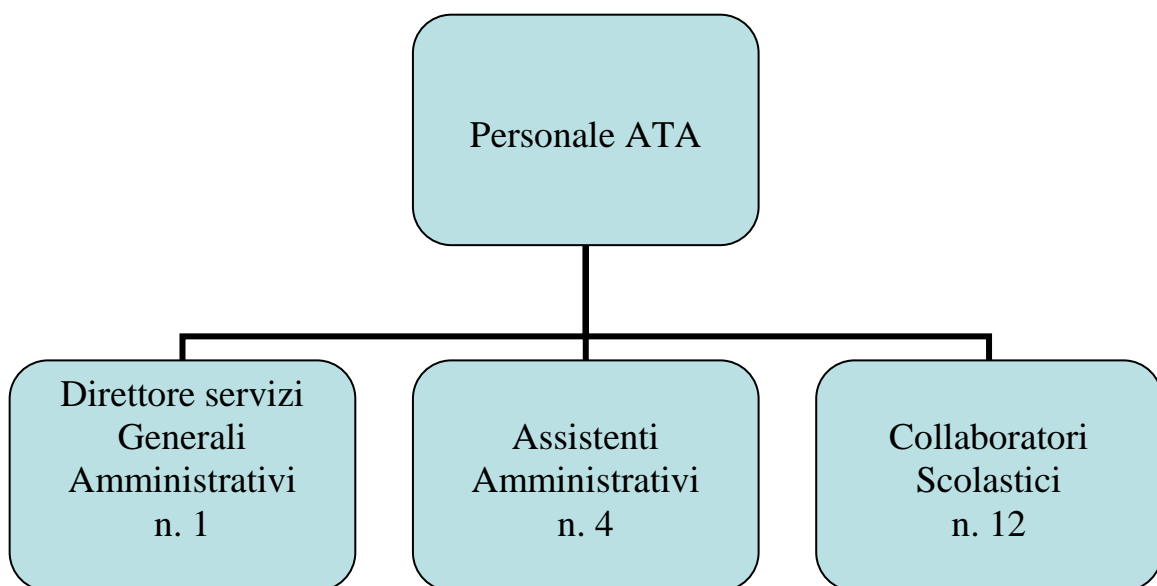 Personale ATA
Direttore servizi
Generali
Amministrativi
n. 1
Assistenti
Amministrativi
n. 4
Collaboratori
Scolastici
n. 12